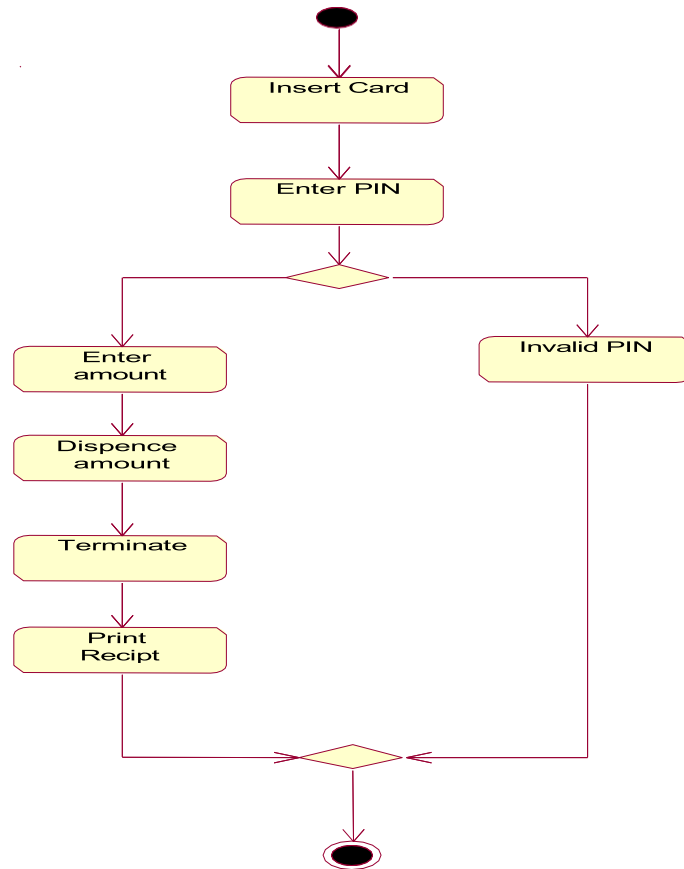 Insert Card
Enter PIN
Enter
amount
Invalid PIN
Dispence
amount
Terminate
Print
Recipt